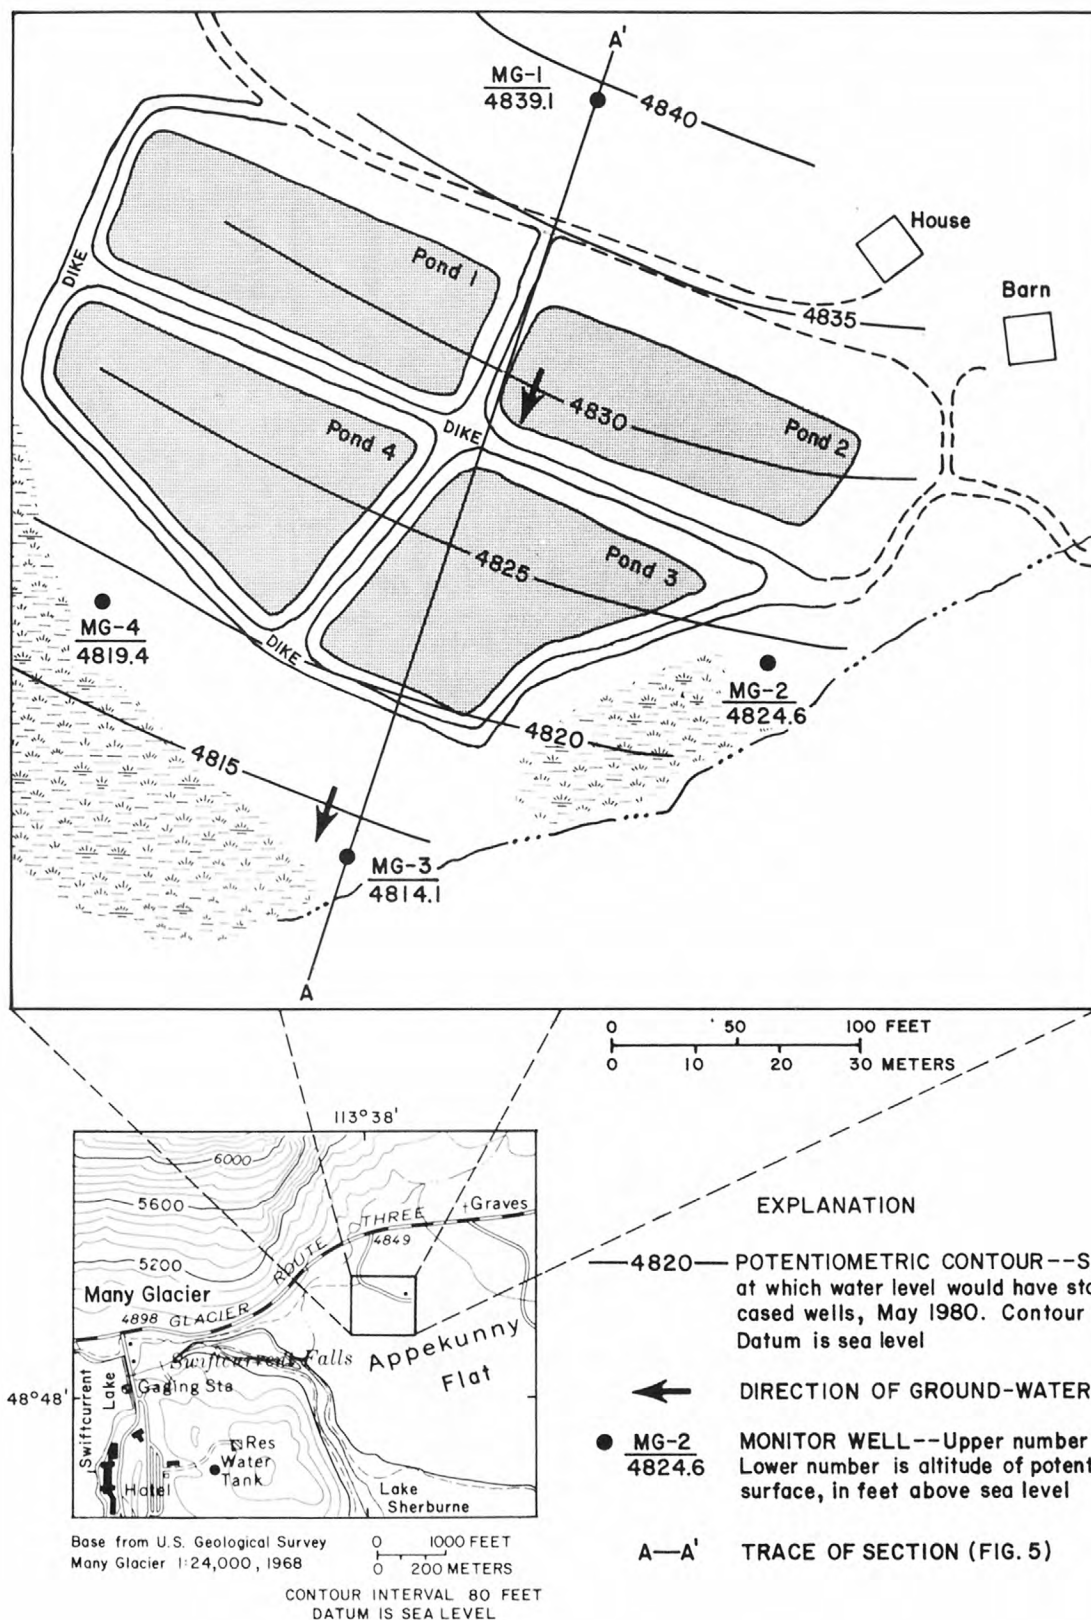 A'
MG-1
4839.1
4840
House
Barn
4835
DIKE
Pond 1
4830
Pond 2
DIKE
Pond 4
4825
Pond 3
MG-4
4819.4
DIKE
MG-2
4824.6
4820
4815
MG-3
4814.1
A
0 50 100 FEET
0 10 20 30 METERS
113°38'
6000
5600
5200
ROUTE THREE
4849
Graves
Many Glacier
4898
GLACIER
Swiftcurrent Falls
Appekunny
Flat
48°48'
Swiftcurrent
Lake
Gaging Sta
Res
Water
Tank
Hotel
Lake
Sherburne
Base from U.S. Geological Survey
Many Glacier 1:24,000, 1968
0 1000 FEET
0 200 METERS
CONTOUR INTERVAL 80 FEET
DATUM IS SEA LEVEL
EXPLANATION
4820 POTENTIOMETRIC CONTOUR--S
at which water level would have sto
cased wells, May 1980. Contour
Datum is sea level
DIRECTION OF GROUND-WATER
MG-2
4824.6
MONITOR WELL--Upper number
Lower number is altitude of potent
surface, in feet above sea level
A—A' TRACE OF SECTION (FIG. 5)